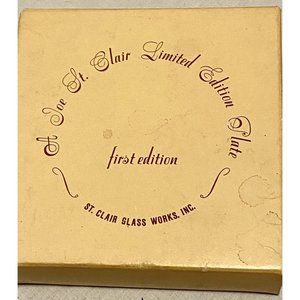 A Joe St. Clair Limited Edition Plate
first edition
ST. CLAIR GLASS WORKS, INC.